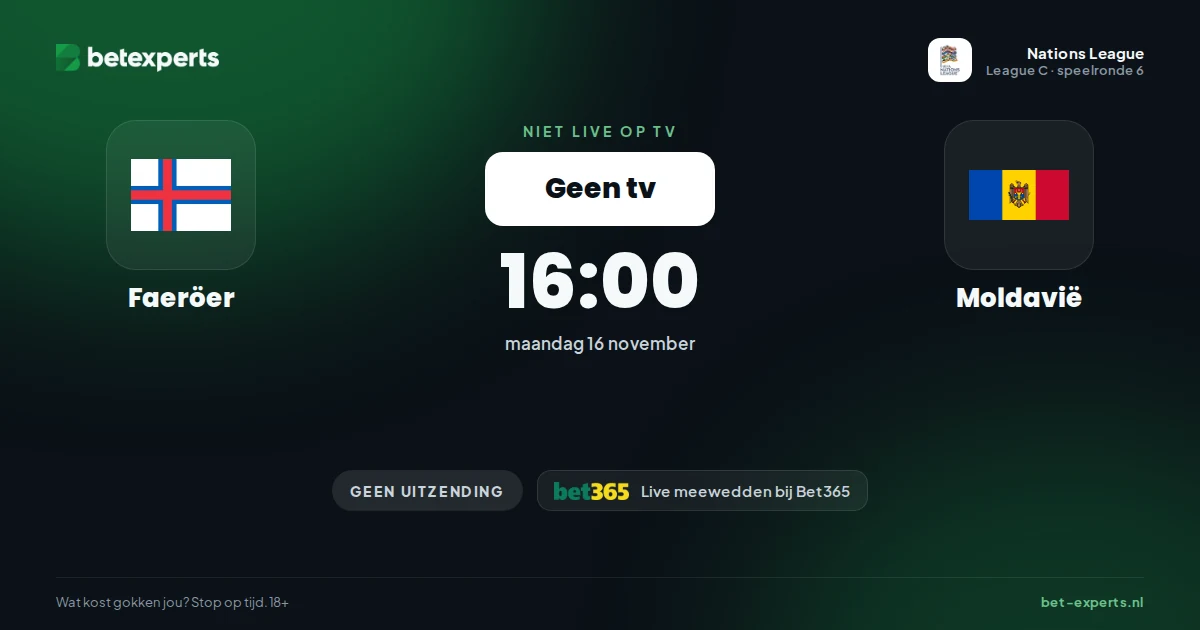 betexperts
Nations League
League C · speelronde 6
NIET LIVE OP TV
Geen tv
16:00
maandag 16 november
Faeröer
Moldavië
GEEN UITZENDING
bet365 Live meewedden bij Bet365
Wat kost gokken jou? Stop op tijd. 18+
bet-experts.nl